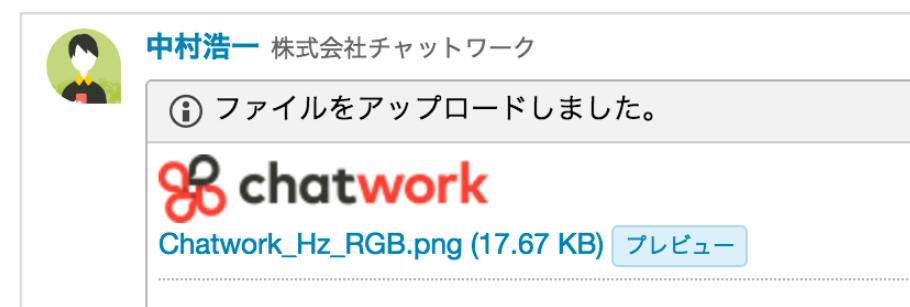 中村浩一 株式会社チャットワーク
ファイルをアップロードしました。
chatwork
Chatwork_Hz_RGB.png (17.67 KB) プレビュー